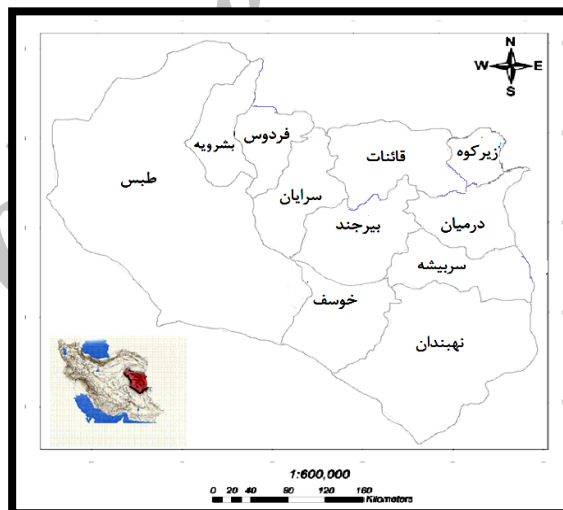 N
W E
S
زیرکوه
قائنات
فردوس
بشرویه
طبس
سرایان
بیرجند
درمیان
سربیشه
خوسف
نهبندان
1:600,000
0 20 40 80 120 160
Kilometers